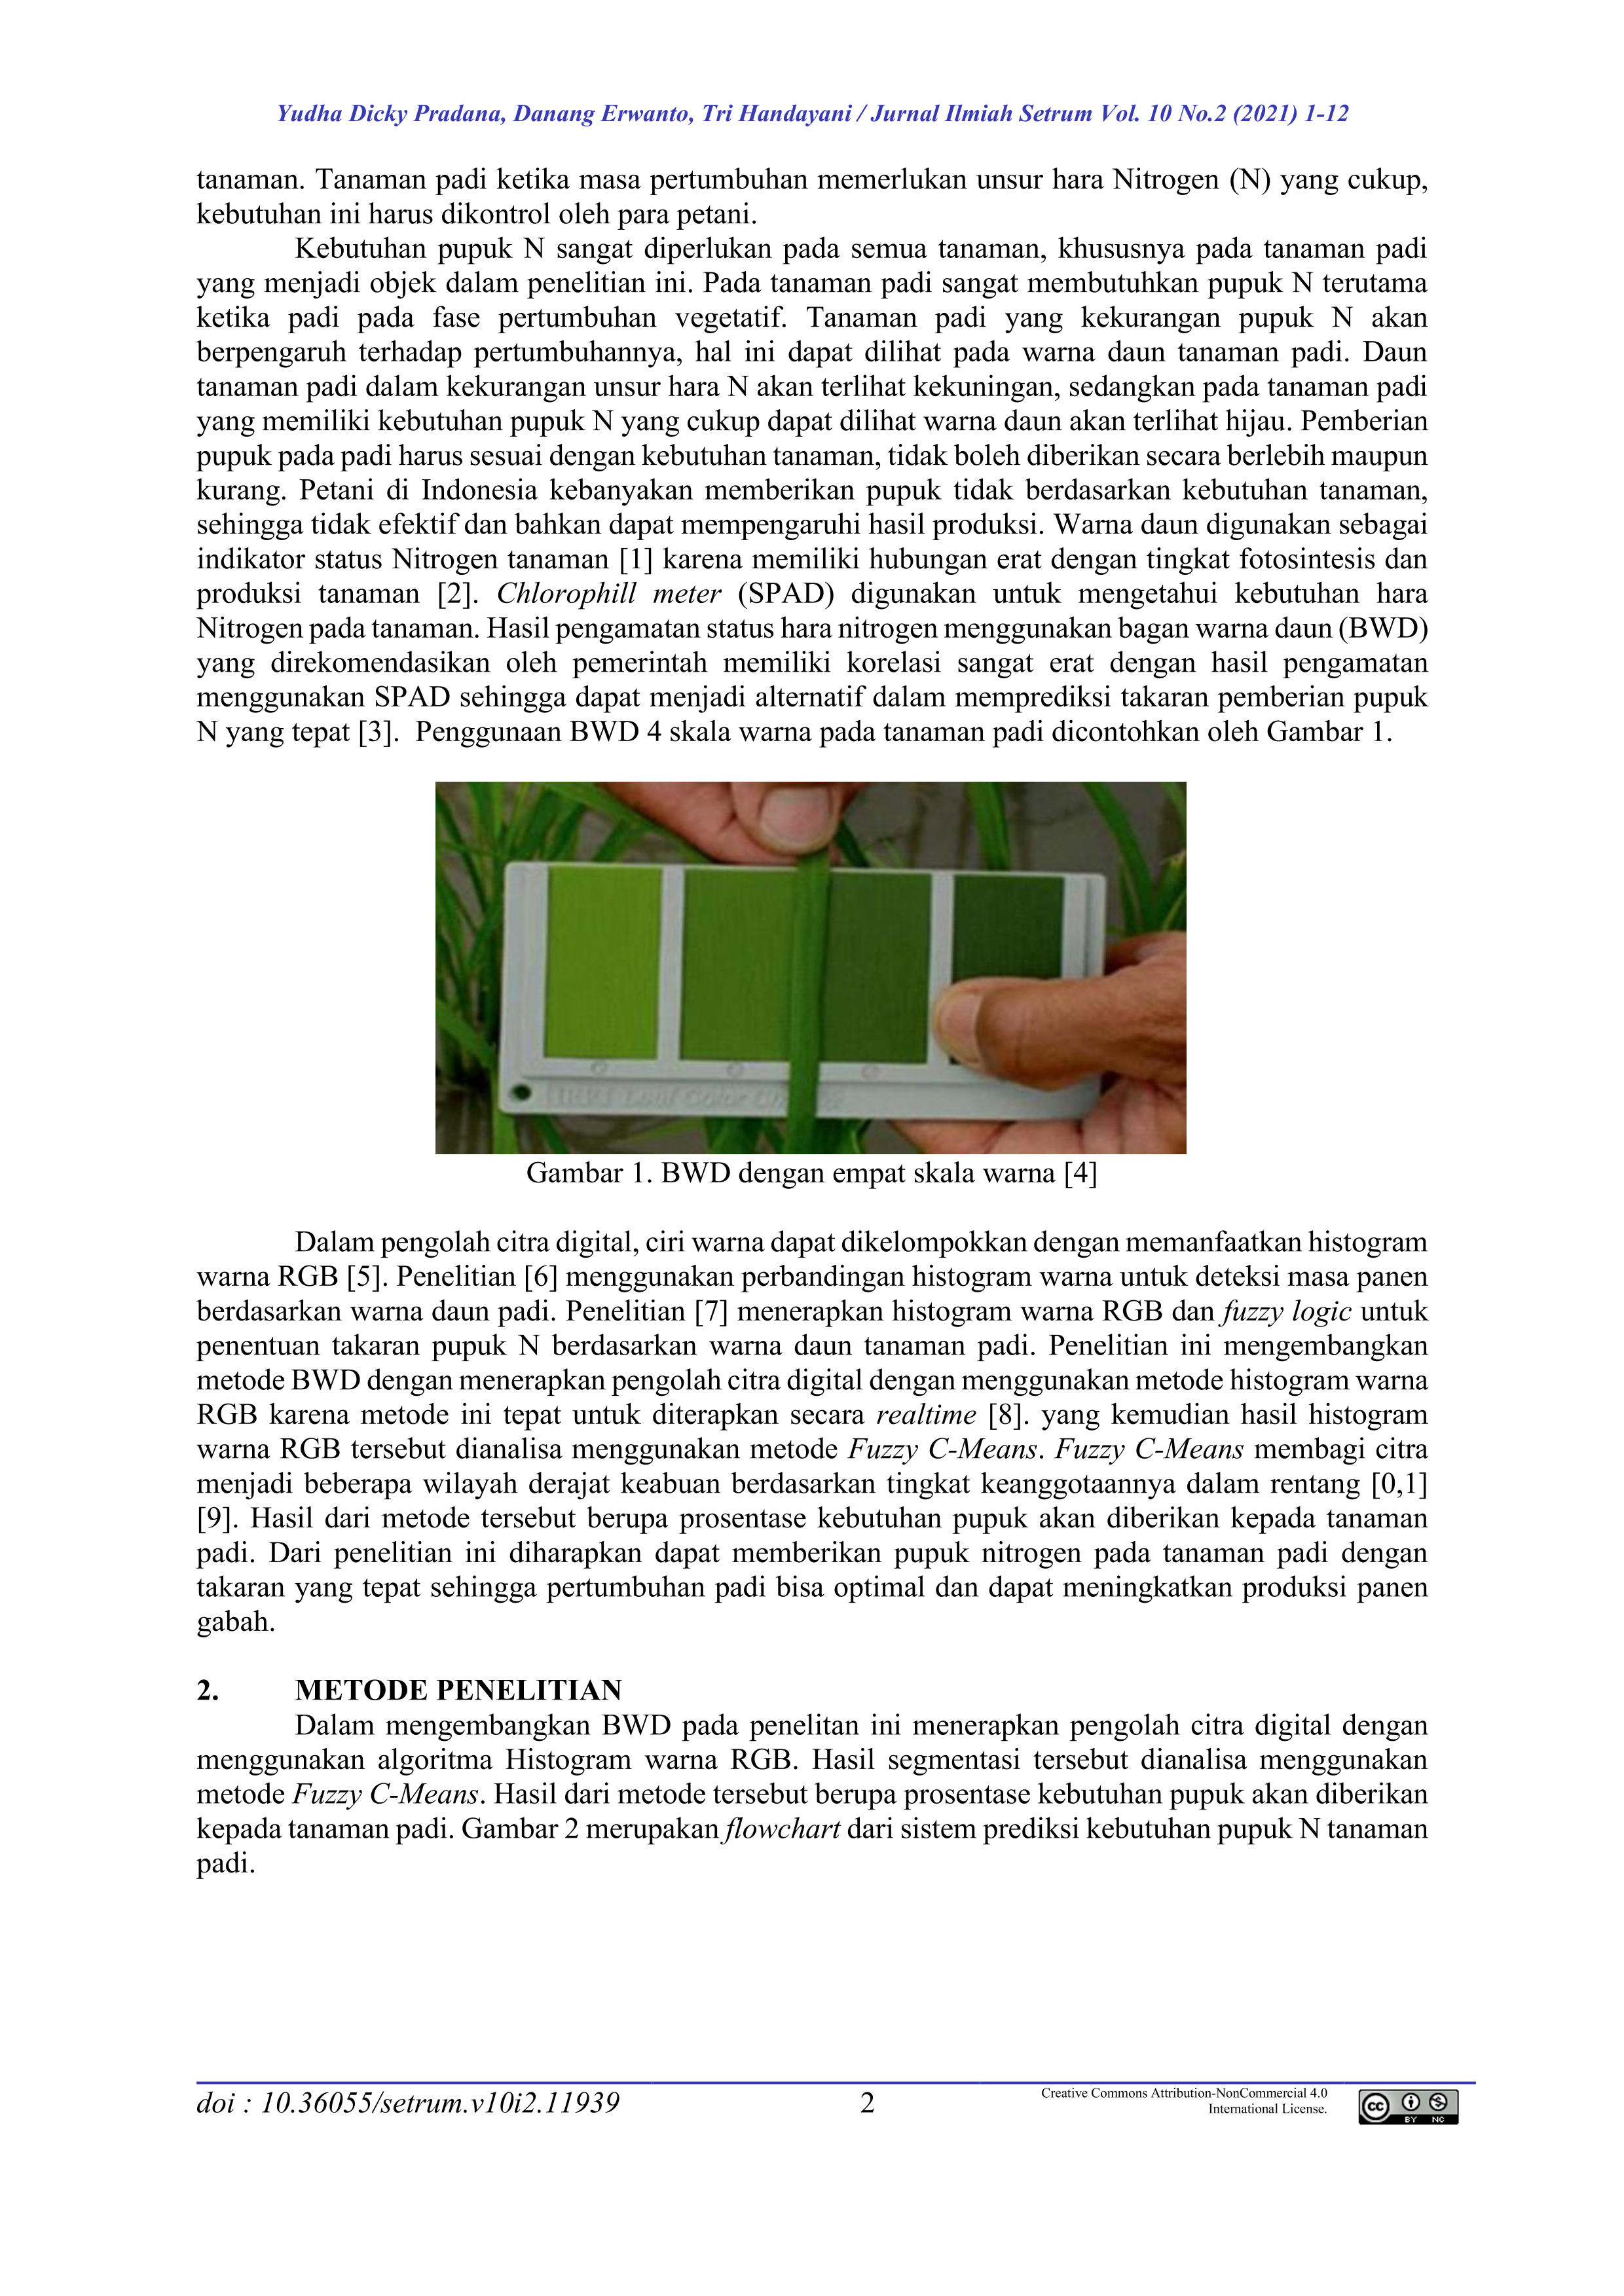 Yudha Dicky Pradana, Danang Erwanto, Tri Handayani / Jurnal Ilmiah Setrum Vol. 10 No.2 (2021) 1-12
tanaman. Tanaman padi ketika masa pertumbuhan memerlukan unsur hara Nitrogen (N) yang cukup,
kebutuhan ini harus dikontrol oleh para petani.
Kebutuhan pupuk N sangat diperlukan pada semua tanaman, khususnya pada tanaman padi
yang menjadi objek dalam penelitian ini. Pada tanaman padi sangat membutuhkan pupuk N terutama
ketika padi pada fase pertumbuhan vegetatif. Tanaman padi yang kekurangan pupuk N akan
berpengaruh terhadap pertumbuhannya, hal ini dapat dilihat pada warna daun tanaman padi. Daun
tanaman padi dalam kekurangan unsur hara N akan terlihat kekuningan, sedangkan pada tanaman padi
yang memiliki kebutuhan pupuk N yang cukup dapat dilihat warna daun akan terlihat hijau. Pemberian
pupuk pada padi harus sesuai dengan kebutuhan tanaman, tidak boleh diberikan secara berlebih maupun
kurang. Petani di Indonesia kebanyakan memberikan pupuk tidak berdasarkan kebutuhan tanaman,
sehingga tidak efektif dan bahkan dapat mempengaruhi hasil produksi. Warna daun digunakan sebagai
indikator status Nitrogen tanaman [1] karena memiliki hubungan erat dengan tingkat fotosintesis dan
produksi tanaman [2]. Chlorophill meter (SPAD) digunakan untuk mengetahui kebutuhan hara
Nitrogen pada tanaman. Hasil pengamatan status hara nitrogen menggunakan bagan warna daun (BWD)
yang direkomendasikan oleh pemerintah memiliki korelasi sangat erat dengan hasil pengamatan
menggunakan SPAD sehingga dapat menjadi alternatif dalam memprediksi takaran pemberian pupuk
N yang tepat [3]. Penggunaan BWD 4 skala warna pada tanaman padi dicontohkan oleh Gambar 1.
IRRI Leaf Color
Gambar 1. BWD dengan empat skala warna [4]
Dalam pengolah citra digital, ciri warna dapat dikelompokkan dengan memanfaatkan histogram
warna RGB [5]. Penelitian [6] menggunakan perbandingan histogram warna untuk deteksi masa panen
berdasarkan warna daun padi. Penelitian [7] menerapkan histogram warna RGB dan fuzzy logic untuk
penentuan takaran pupuk N berdasarkan warna daun tanaman padi. Penelitian ini mengembangkan
metode BWD dengan menerapkan pengolah citra digital dengan menggunakan metode histogram warna
RGB karena metode ini tepat untuk diterapkan secara realtime [8]. yang kemudian hasil histogram
warna RGB tersebut dianalisa menggunakan metode Fuzzy C-Means. Fuzzy C-Means membagi citra
menjadi beberapa wilayah derajat keabuan berdasarkan tingkat keanggotaannya dalam rentang [0,1]
[9]. Hasil dari metode tersebut berupa prosentase kebutuhan pupuk akan diberikan kepada tanaman
padi. Dari penelitian ini diharapkan dapat memberikan pupuk nitrogen pada tanaman padi dengan
takaran yang tepat sehingga pertumbuhan padi bisa optimal dan dapat meningkatkan produksi panen
gabah.
2. METODE PENELITIAN
Dalam mengembangkan BWD pada penelitan ini menerapkan pengolah citra digital dengan
menggunakan algoritma Histogram warna RGB. Hasil segmentasi tersebut dianalisa menggunakan
metode Fuzzy C-Means. Hasil dari metode tersebut berupa prosentase kebutuhan pupuk akan diberikan
kepada tanaman padi. Gambar 2 merupakan flowchart dari sistem prediksi kebutuhan pupuk N tanaman
padi.
doi : 10.36055/setrum.v10i2.11939
2
Creative Commons Attribution-NonCommercial 4.0
International License.
cc
BY NC